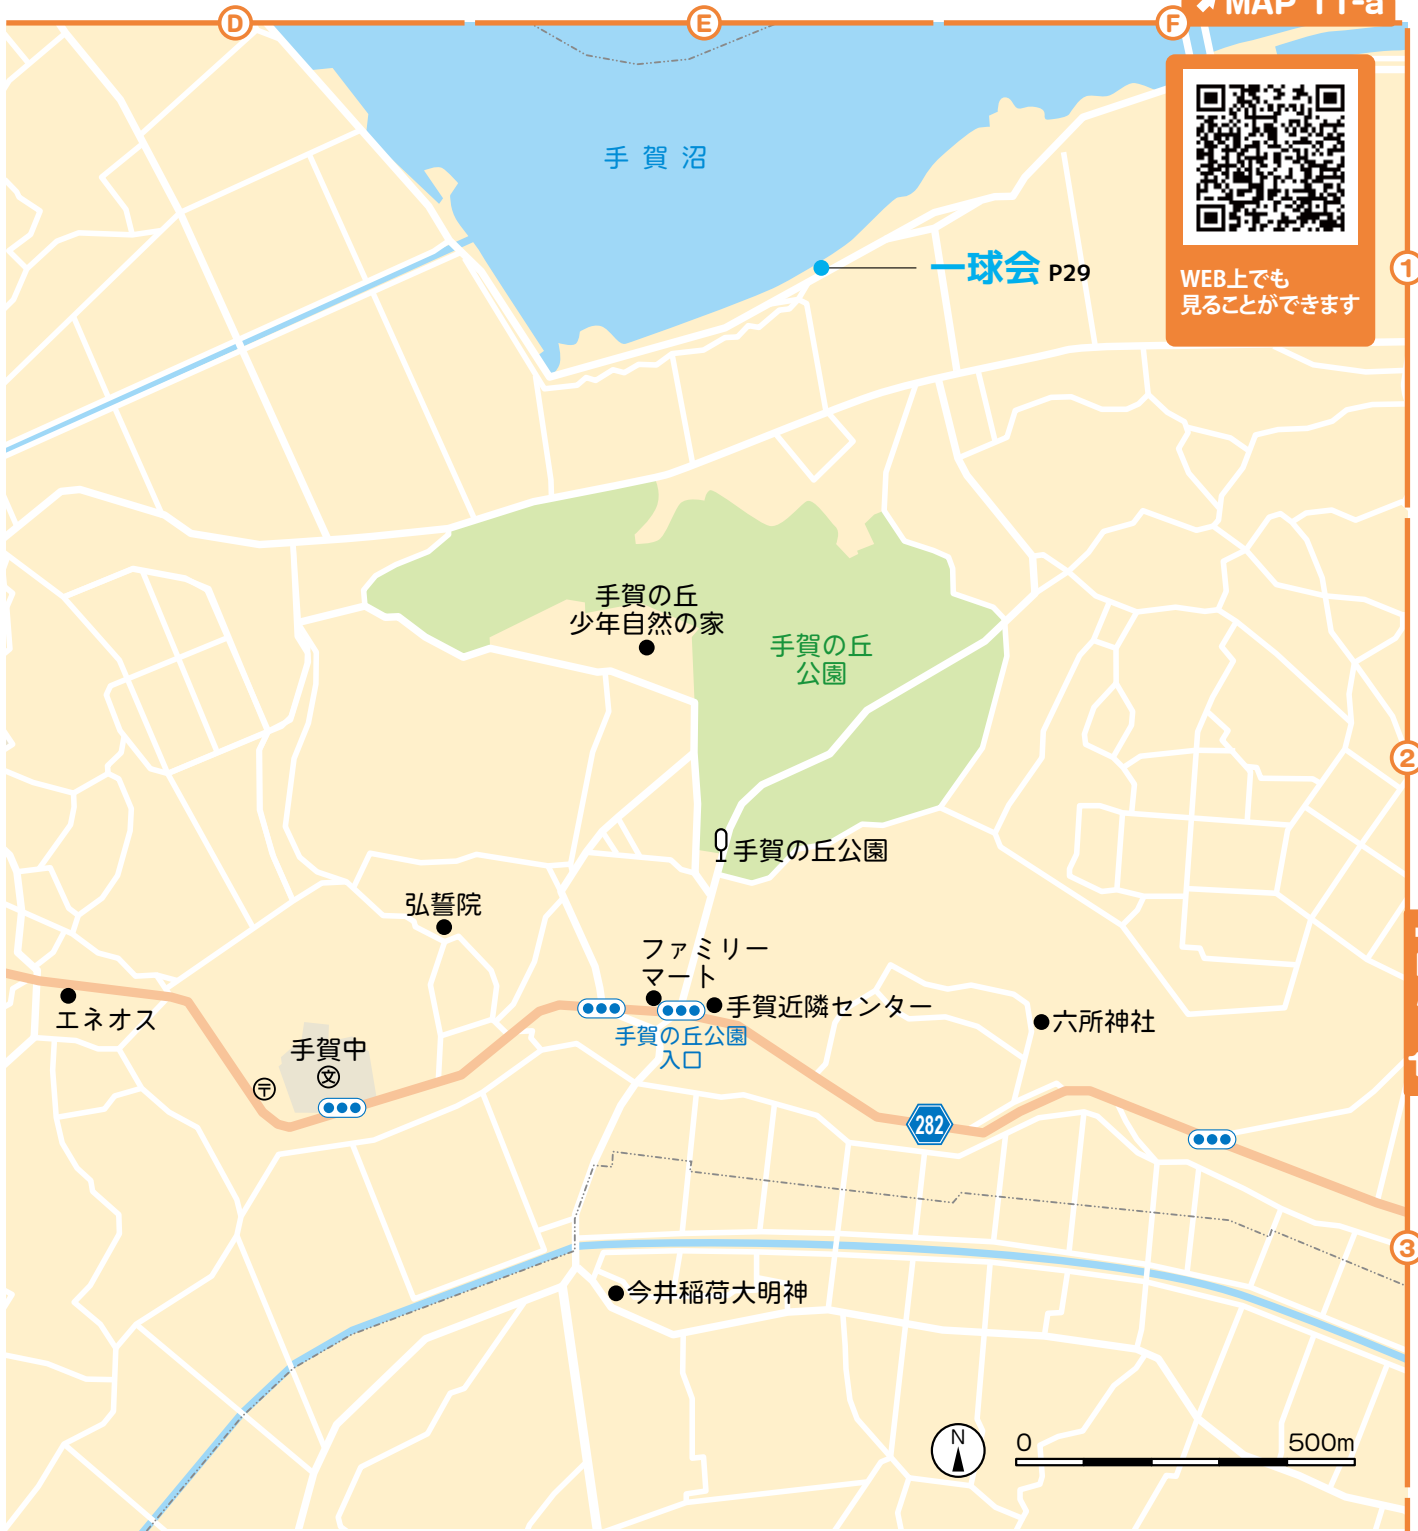 MAP 11-a
D
E
F
手賀沼
一球会 P29
WEB上でも
見ることができます
1
手賀の丘
少年自然の家
手賀の丘
公園
2
手賀の丘公園
弘誓院
ファミリー
マート
手賀近隣センター
エネオス
六所神社
手賀の丘公園
入口
手賀中
文
〒
282
3
今井稲荷大明神
N
0
500m